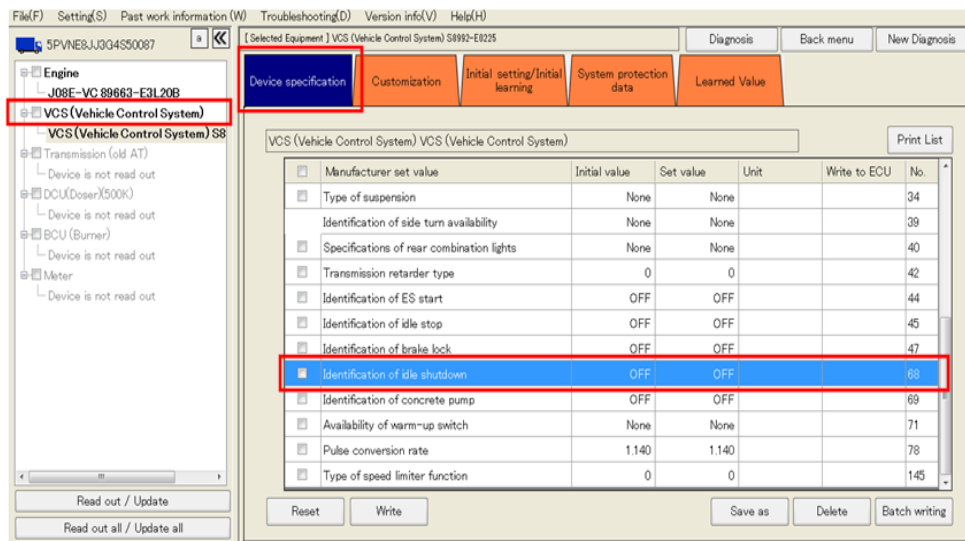 File(F) Setting(S) Past work information (W) Troubleshooting(D) Version info(V) Help(H)
5PVNE8JJ3G4S50087
a
[ Selected Equipment ] VCS (Vehicle Control System) S8992-E0225
Diagnosis
Back menu
New Diagnosis
Engine
J08E-VC 89663-E3L20B
VCS (Vehicle Control System)
VCS (Vehicle Control System) S8
Transmission (old AT)
Device is not read out
DCU(Doser)(500K)
Device is not read out
BCU (Burner)
Device is not read out
Meter
Device is not read out
Read out / Update
Read out all / Update all
Device specification
Customization
Initial setting/Initial
learning
System protection
data
Learned Value
VCS (Vehicle Control System) VCS (Vehicle Control System)
Print List
Manufacturer set value Initial value Set value Unit Write to ECU No.
Type of suspension None None 34
Identification of side turn availability None None 39
Specifications of rear combination lights None None 40
Transmission retarder type 0 0 42
Identification of ES start OFF OFF 44
Identification of idle stop OFF OFF 45
Identification of brake lock OFF OFF 47
Identification of idle shutdown OFF OFF 68
Identification of concrete pump OFF OFF 69
Availability of warm-up switch None None 71
Pulse conversion rate 1.140 1.140 78
Type of speed limiter function 0 0 145
Reset
Write
Save as
Delete
Batch writing